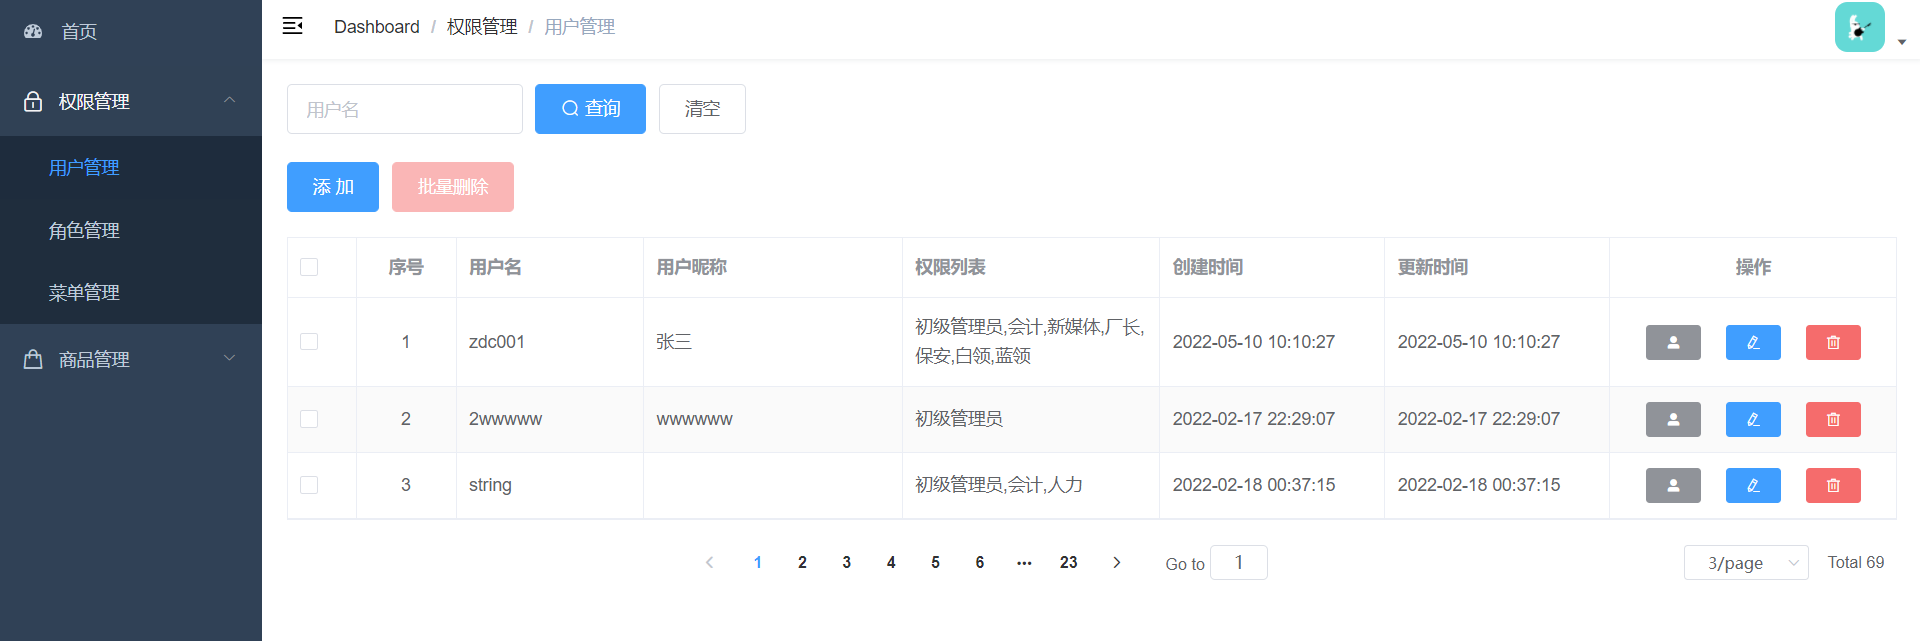 首页
权限管理
用户管理
角色管理
菜单管理
商品管理
Dashboard / 权限管理 / 用户管理
用户名 查询 清空
添 加 批量删除
序号 用户名 用户昵称 权限列表 创建时间 更新时间 操作
1 zdc001 张三 初级管理员,会计,新媒体,厂长, 2022-05-10 10:10:27 2022-05-10 10:10:27
保安,白领,蓝领
2 2wwwww wwwwww 初级管理员 2022-02-17 22:29:07 2022-02-17 22:29:07
3 string 初级管理员,会计,人力 2022-02-18 00:37:15 2022-02-18 00:37:15
1 2 3 4 5 6 ··· 23 Go to 1 3/page Total 69